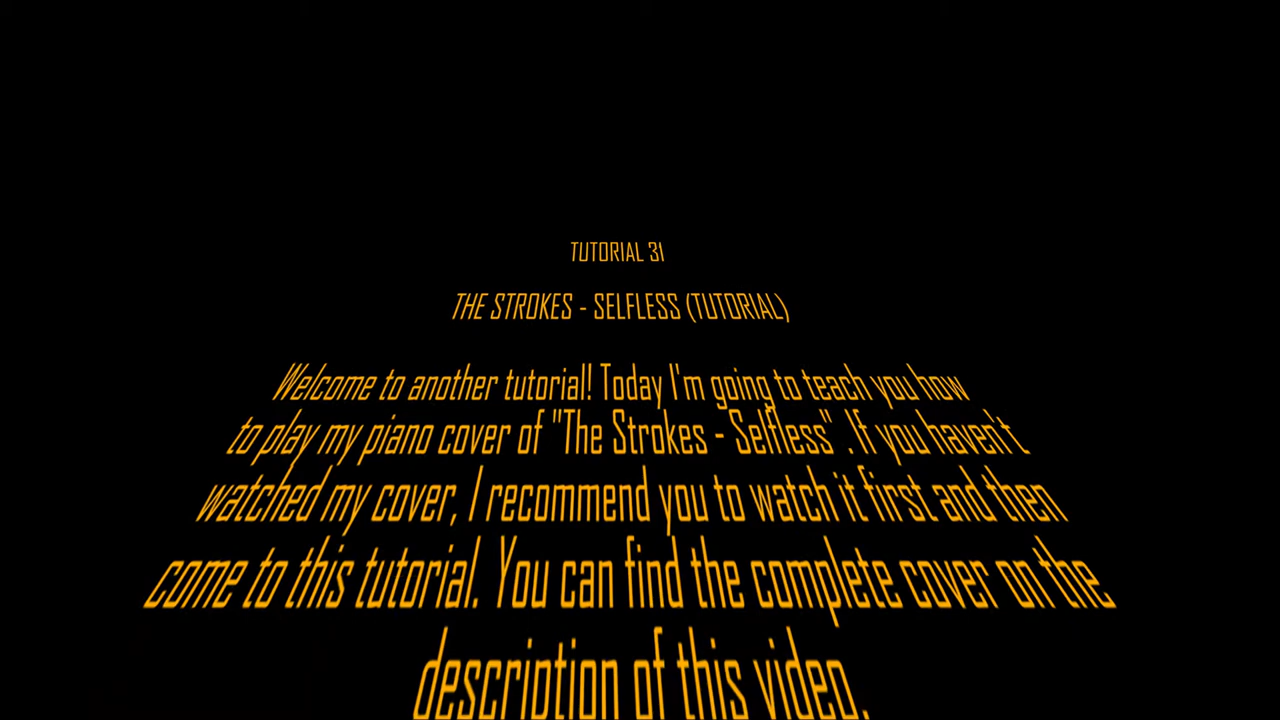 TUTORIAL 31
THE STROKES - SELFLESS (TUTORIAL)
Welcome to another tutorial! Today I'm going to teach you how
to play my piano cover of "The Strokes - Selfless" . If you haven't
watched my cover, I recommend you to watch it first and then
come to this tutorial. You can find the complete cover on the
description of this video.